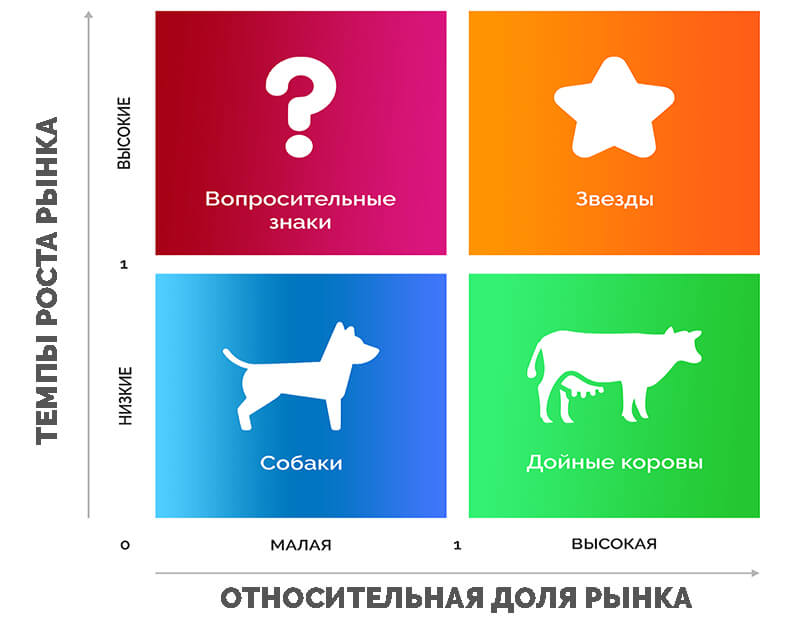 ТЕМПЫ РОСТА РЫНКА
ВЫСОКИЕ
?
Вопросительные
знаки
Звезды
1
НИЗКИЕ
Собаки
Дойные коровы
0
МАЛАЯ
1
ВЫСОКАЯ
ОТНОСИТЕЛЬНАЯ ДОЛЯ РЫНКА